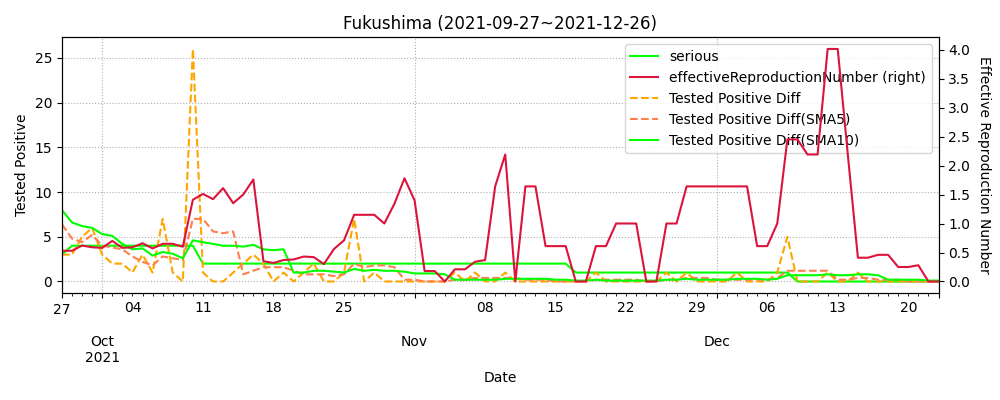 Fukushima (2021-09-27~2021-12-26)
serious
effectiveReproductionNumber (right)
Tested Positive Diff
Tested Positive Diff(SMA5)
Tested Positive Diff(SMA10)
Tested Positive
25
20
15
10
5
0
4.0
3.5
3.0
2.5
2.0
1.5
1.0
0.5
0.0
Effective Reproduction Number
27 04 11 18 25 08 15 22 29 06 13 20
Oct Nov Dec
2021
Date